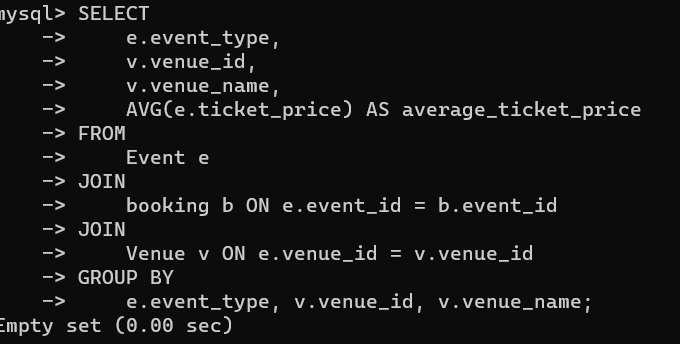 mysql> SELECT
    ->     e.event_type,
    ->     v.venue_id,
    ->     v.venue_name,
    ->     AVG(e.ticket_price) AS average_ticket_price
    -> FROM
    ->     Event e
    -> JOIN
    ->     booking b ON e.event_id = b.event_id
    -> JOIN
    ->     Venue v ON e.venue_id = v.venue_id
    -> GROUP BY
    ->     e.event_type, v.venue_id, v.venue_name;
Empty set (0.00 sec)